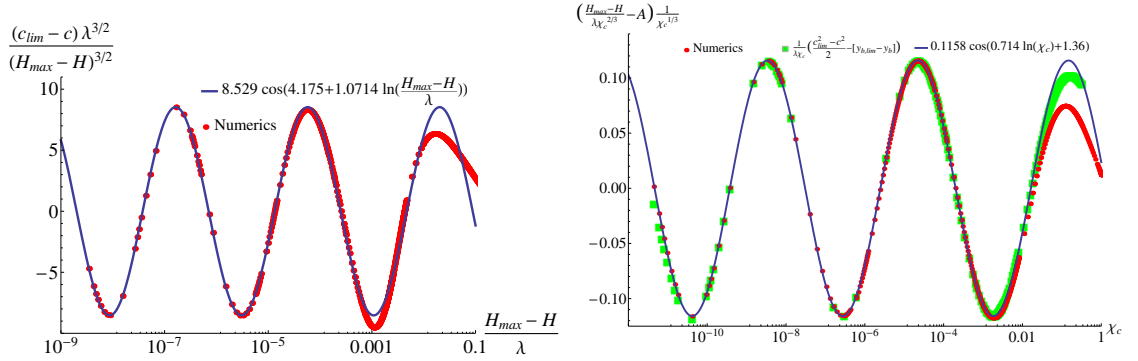 (c_lim − c) λ^3/2 / (H_max − H)^3/2
8.529 cos(4.175+1.0714 ln(H_max−H / λ))
Numerics
10
5
0
−5
10^−9
10^−7
10^−5
0.001
0.1
H_max − H / λ
(H_max−H / λχ_c^2/3 −A) 1 / χ_c^1/3
Numerics
1 / λχ_c (c_lim^2 −c^2 / 2 −[y_b,lim −y_b])
0.1158 cos(0.714 ln(χ_c)+1.36)
0.10
0.05
0.00
−0.05
−0.10
10^−10
10^−8
10^−6
10^−4
0.01
1
χ_c